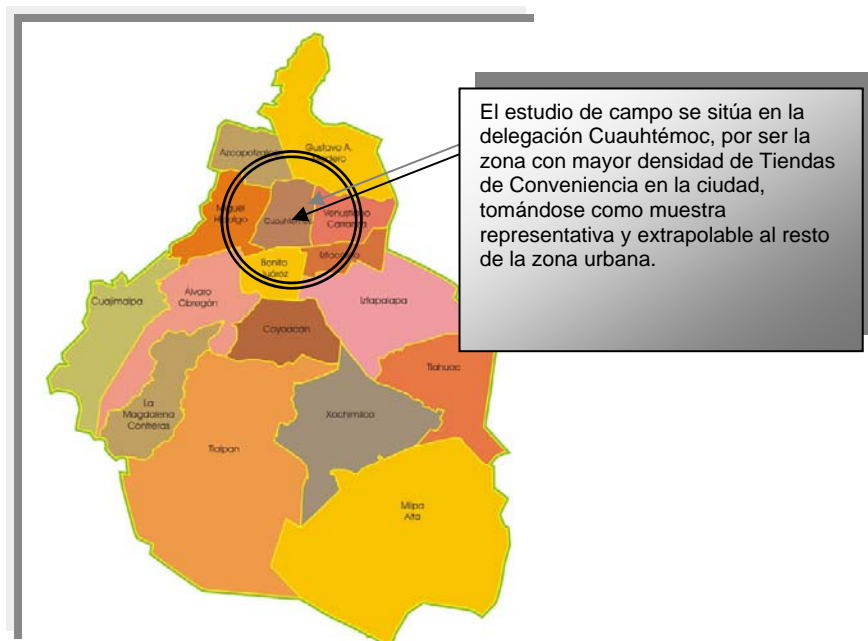 El estudio de campo se sitúa en la
delegación Cuauhtémoc, por ser la
zona con mayor densidad de Tiendas
de Conveniencia en la ciudad,
tomándose como muestra
representativa y extrapolable al resto
de la zona urbana.
Gustavo A.
Madero
Azcapotzalco
Miguel
Hidalgo
Cuauhtémoc
Venustiano
Carranza
Iztacalco
Benito
Juárez
Cuajimalpa
Álvaro
Obregón
Iztapalapa
Coyoacán
Tlahuac
La
Magdalena
Contreras
Xochimilco
Tlalpan
Milpa
Alta